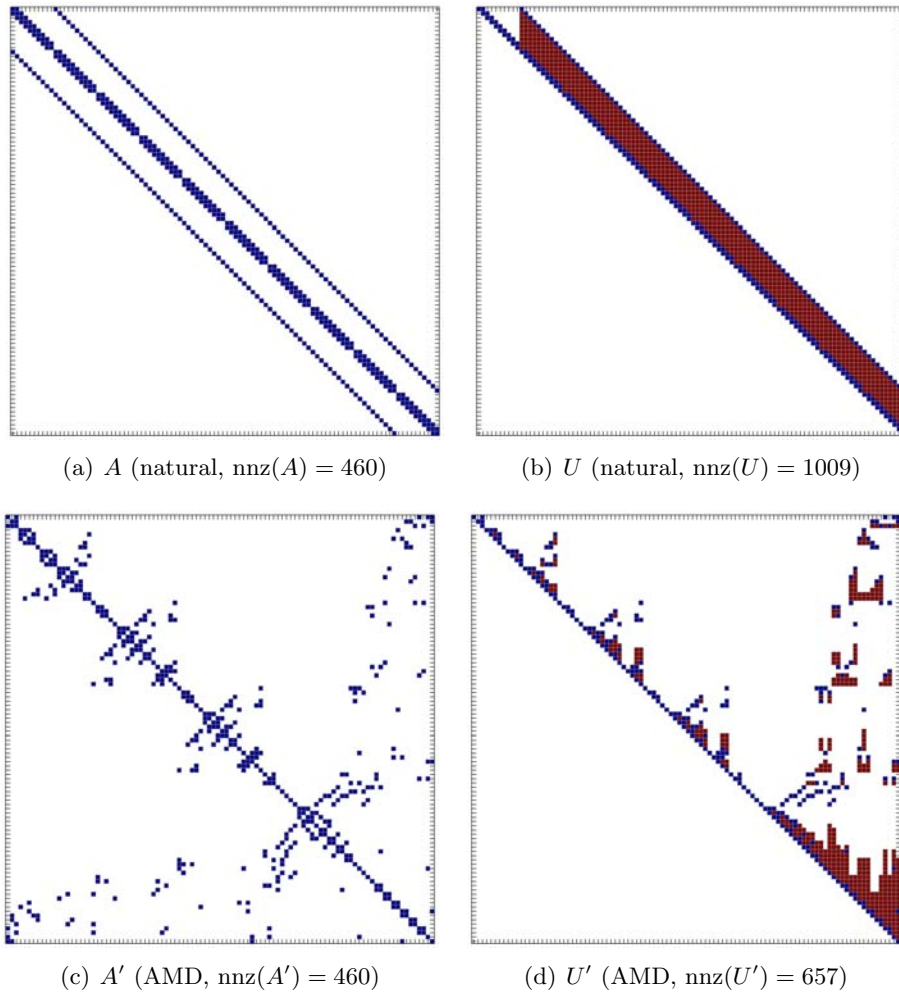 (a) A (natural, nnz(A) = 460)
(b) U (natural, nnz(U) = 1009)
(c) A′ (AMD, nnz(A′) = 460)
(d) U′ (AMD, nnz(U′) = 657)